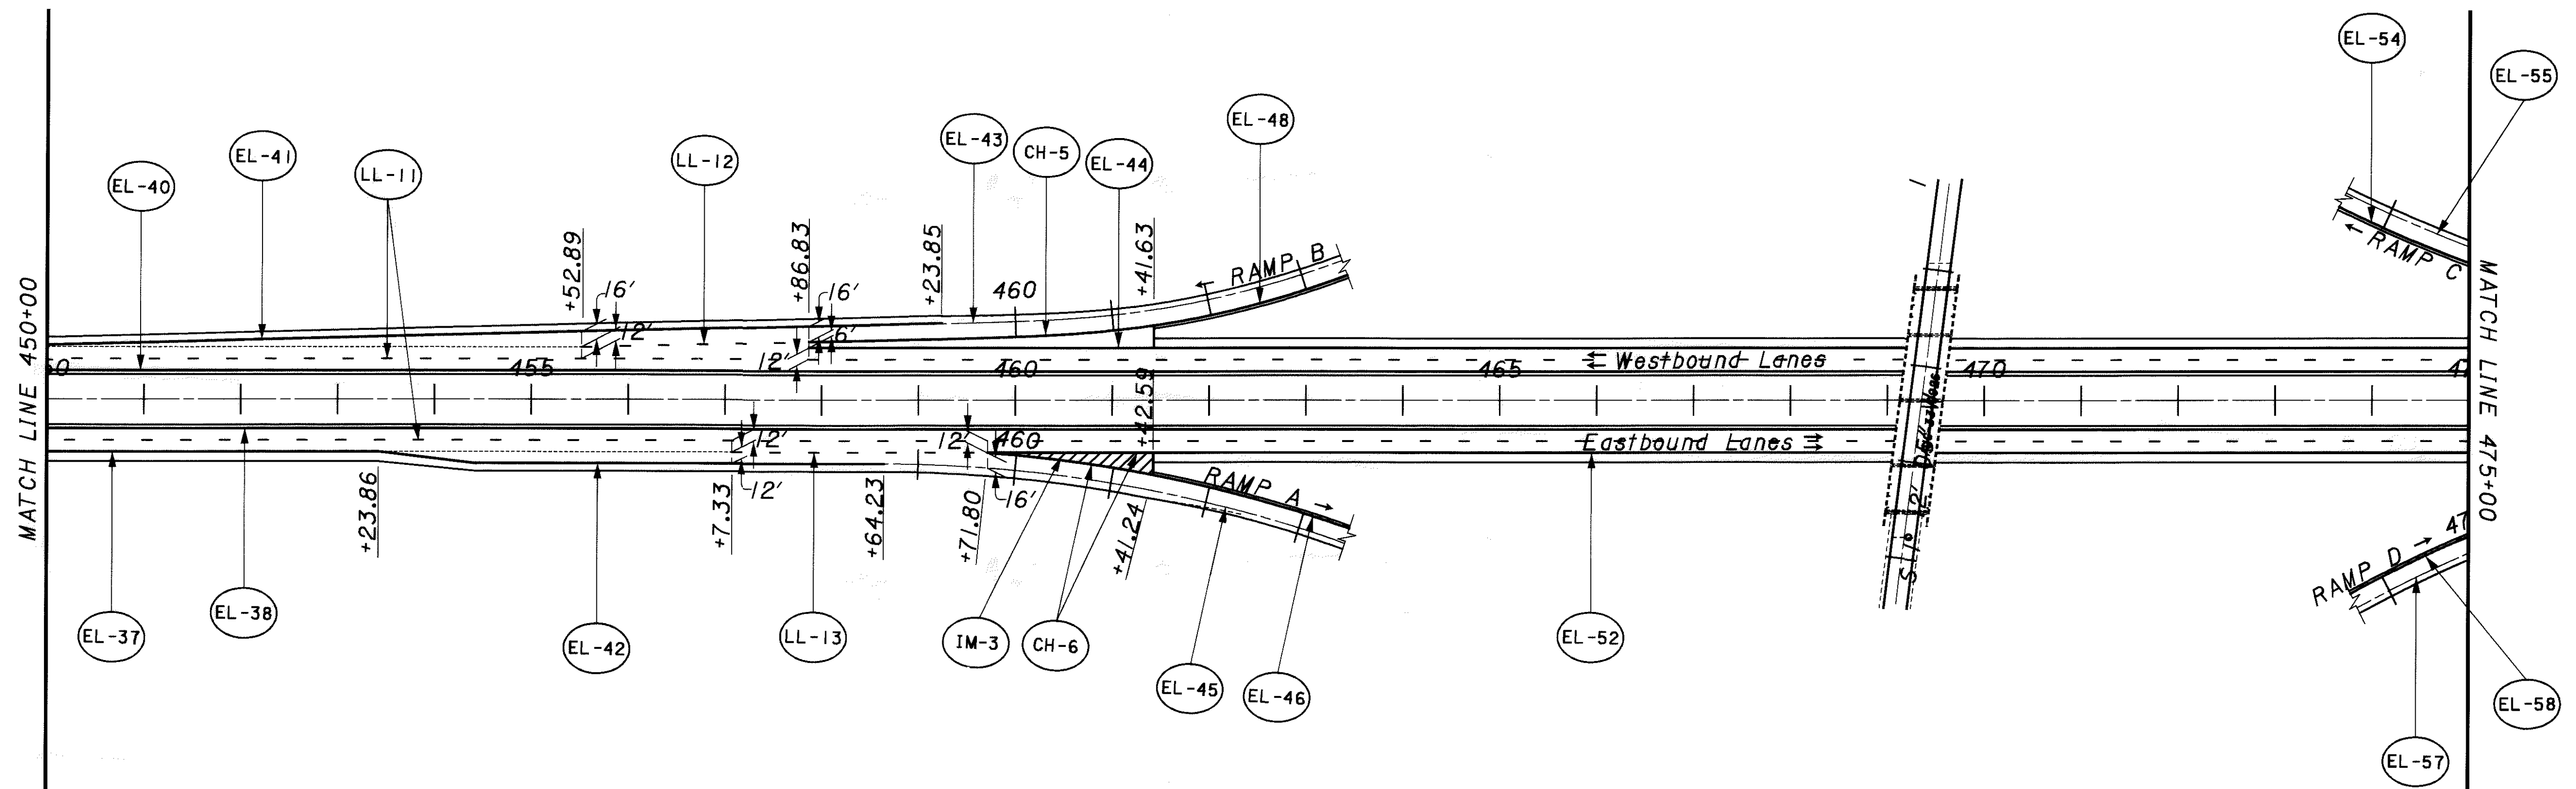 EL-54
EL-55
EL-48
EL-43
CH-5
EL-44
EL-41
LL-12
LL-11
EL-40
+52.89
+86.83
+23.85
+41.63
RAMP B
RAMP C
16'
16'
460
12'
6'
12'
455
460
465
470
Westbound Lanes
MATCH LINE 450+00
MATCH LINE 475+00
+42.59
12'
12'
460
Eastbound Lanes
12'
16'
RAMP A
RAMP D
47
+23.86
+7.33
+64.23
+71.80
+41.24
EL-37
EL-38
EL-42
LL-13
IM-3
CH-6
EL-45
EL-46
EL-52
EL-58
EL-57